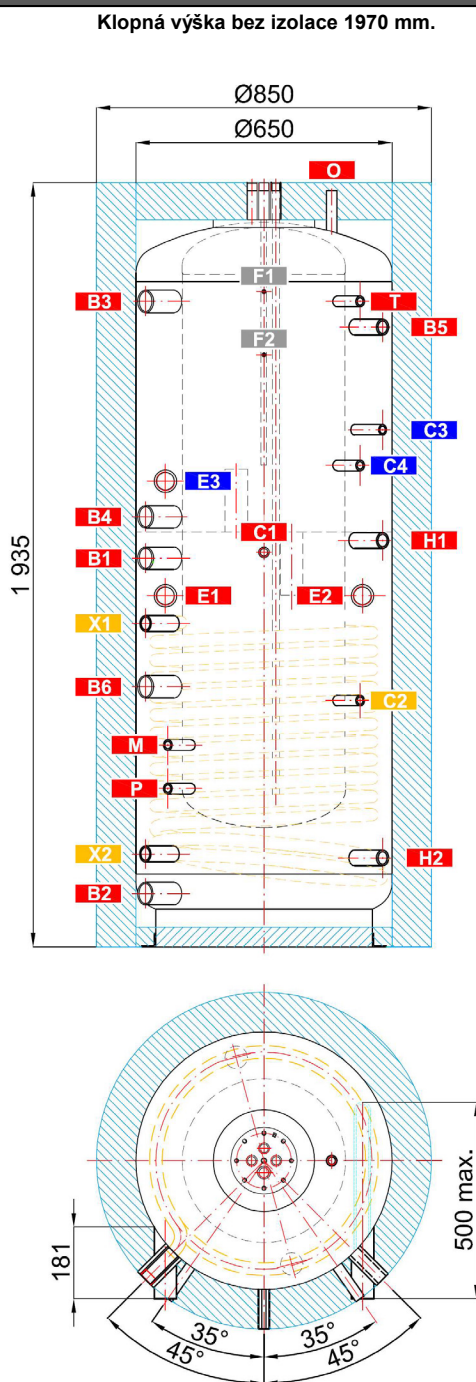 Klopná výška bez izolace 1970 mm.
Ø850
Ø650
O
F1
B3
T
B5
F2
C3
C4
E3
B4
C1
H1
B1
1 935
E1
E2
X1
B6
C2
M
P
X2
H2
B2
500 max.
181
35°
35°
45°
45°